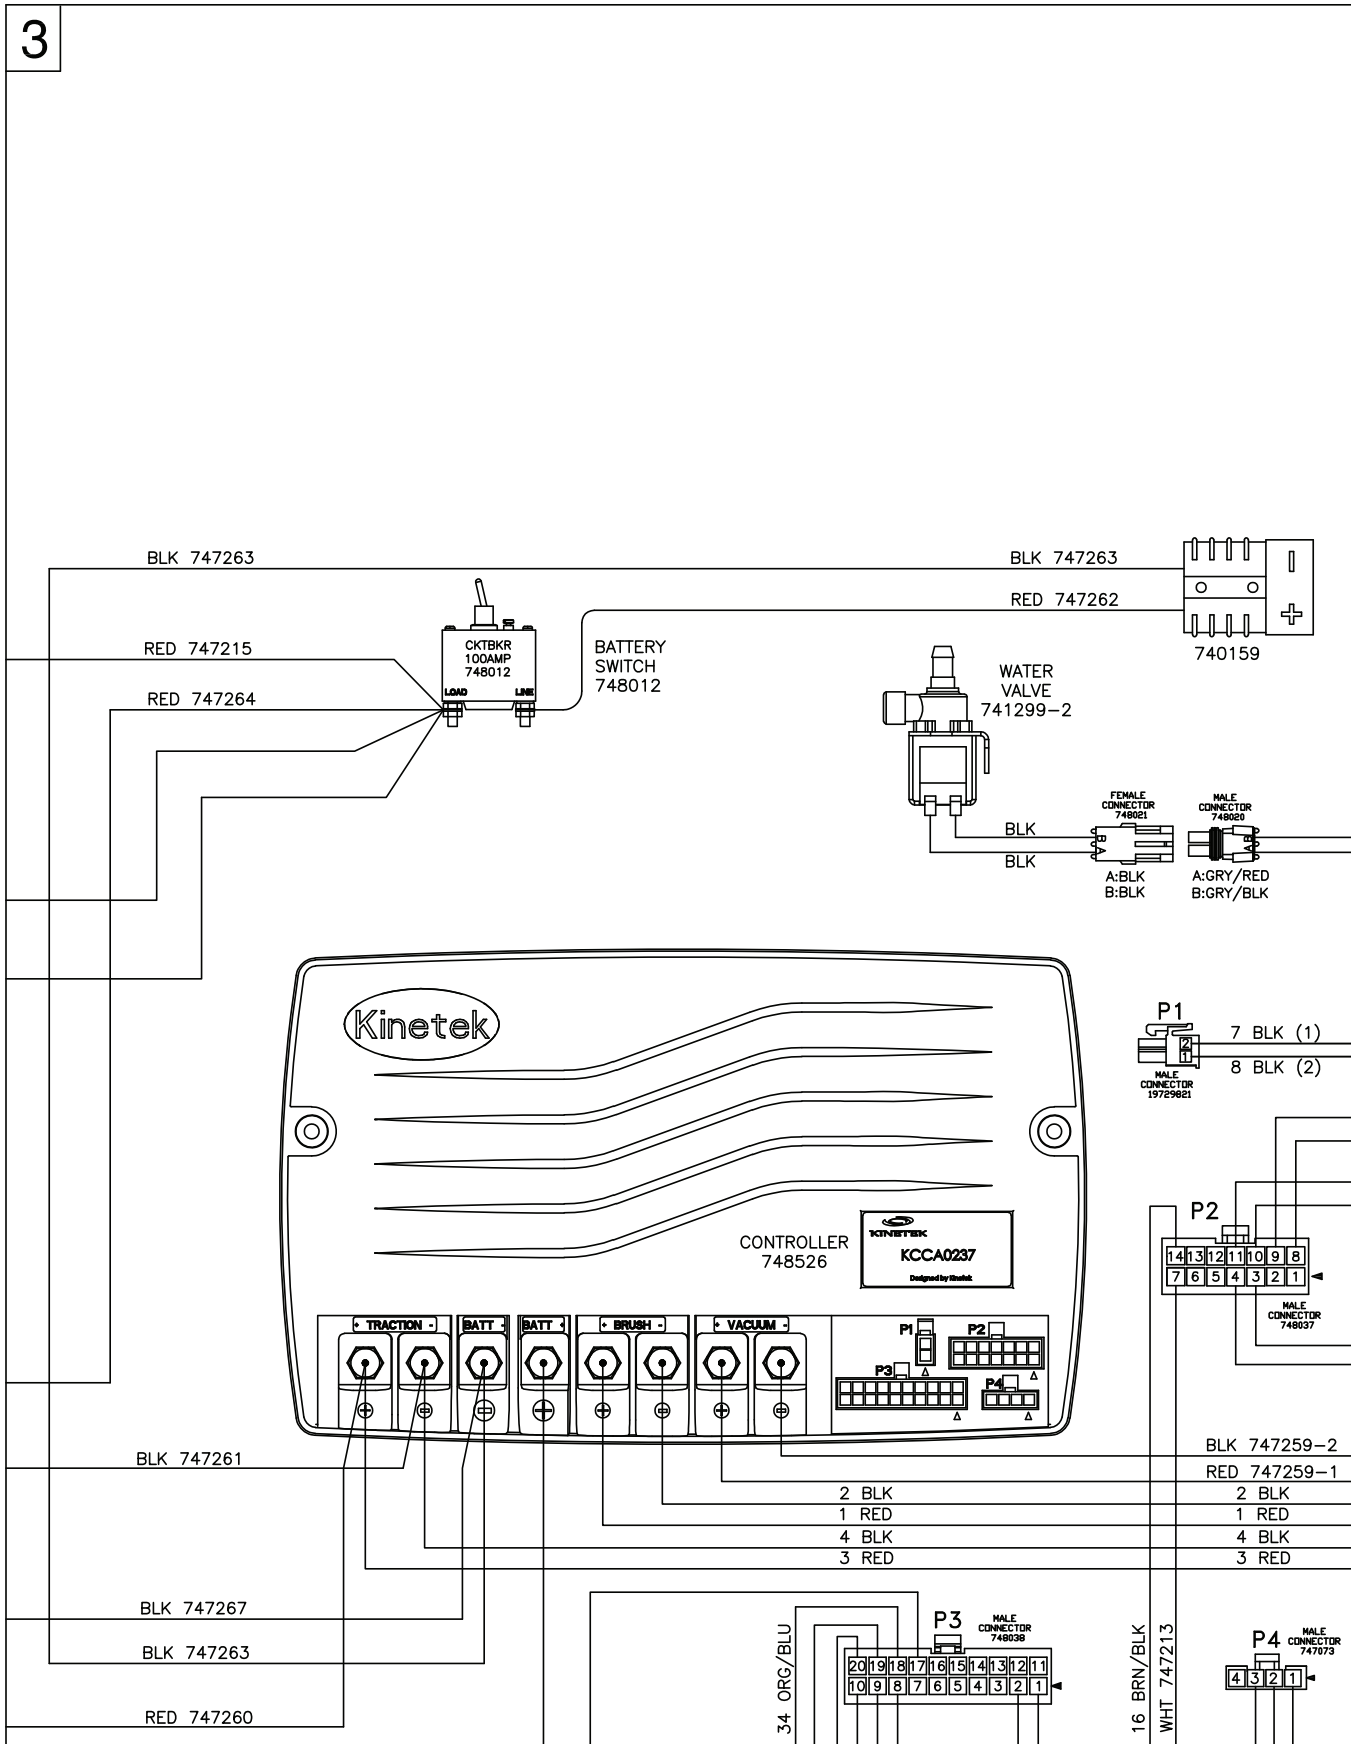 3
BLK 747263
BLK 747263
RED 747262
CKTBKR
100AMP
748012
LOAD
LINE
BATTERY
SWITCH
748012
RED 747215
RED 747264
740159
WATER
VALVE
741299-2
FEMALE
CONNECTOR
748021
MALE
CONNECTOR
748020
BLK
BLK
B
A
B
A
A:BLK
B:BLK
A:GRY/RED
B:GRY/BLK
Kinetek
P1
2
1
7 BLK (1)
8 BLK (2)
MALE
CONNECTOR
19729821
CONTROLLER
748526
KINETEK
KCCA0237
Designed by Kinetek
P2
14 13 12 11 10 9 8
7 6 5 4 3 2 1
MALE
CONNECTOR
748037
+ TRACTION -
BATT -
BATT +
+ BRUSH -
+ VACUUM -
P1
P2
P3
P4
BLK 747261
BLK 747259-2
RED 747259-1
2 BLK
2 BLK
1 RED
1 RED
4 BLK
4 BLK
3 RED
3 RED
BLK 747267
BLK 747263
RED 747260
34 ORG/BLU
P3
MALE
CONNECTOR
748038
20 19 18 17 16 15 14 13 12 11
10 9 8 7 6 5 4 3 2 1
16 BRN/BLK
WHT 747213
P4
MALE
CONNECTOR
747073
4 3 2 1